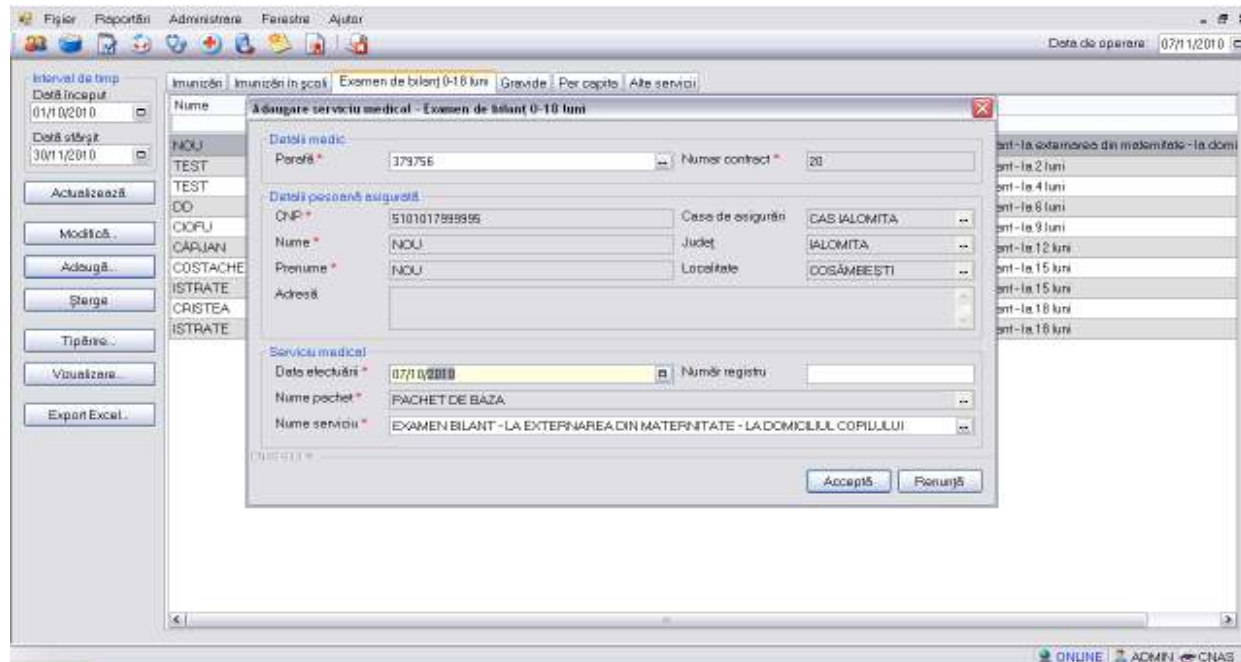 Fişier Raportări Administrare Ferestre Ajutor
Data de operare 07/11/2010
Interval de timp
Dată început
01/10/2010
Dată sfârşit
30/11/2010
Actualizează
Modifică...
Adaugă...
Şterge
Tipărire...
Vizualizare...
Export Excel...
Imunizări Imunizări în şcoli Examen de bilanţ 0-18 luni Gravide Per capita Alte servicii
Nume
NOU
ant - la externarea din maternitate - la domi
TEST
ant - la 2 luni
TEST
ant - la 4 luni
DD
ant - la 6 luni
CIOFU
ant - la 9 luni
CÂRJAN
ant - la 12 luni
COSTACHE
ant - la 15 luni
ISTRATE
ant - la 15 luni
CRISTEA
ant - la 18 luni
ISTRATE
ant - la 18 luni
Adaugare serviciu medical - Examen de bilanţ 0-18 luni
Detalii medic
Parafă * 379756 ... Numar contract * 20
Detalii pesoană asigurată
CNP * 5101017999995 Casa de asigurări CAS IALOMITA ...
Nume * NOU Judeţ IALOMITA ...
Prenume * NOU Localitate COSÂMBEŞTI ...
Adresă
Serviciu medical
Data efectuării * 07/10/2010 Număr registru
Nume pachet * PACHET DE BAZA ...
Nume serviciu * EXAMEN BILANT - LA EXTERNAREA DIN MATERNITATE - LA DOMICILIUL COPILULUI ...
Acceptă Renunţă
ONLINE ADMIN CNAS